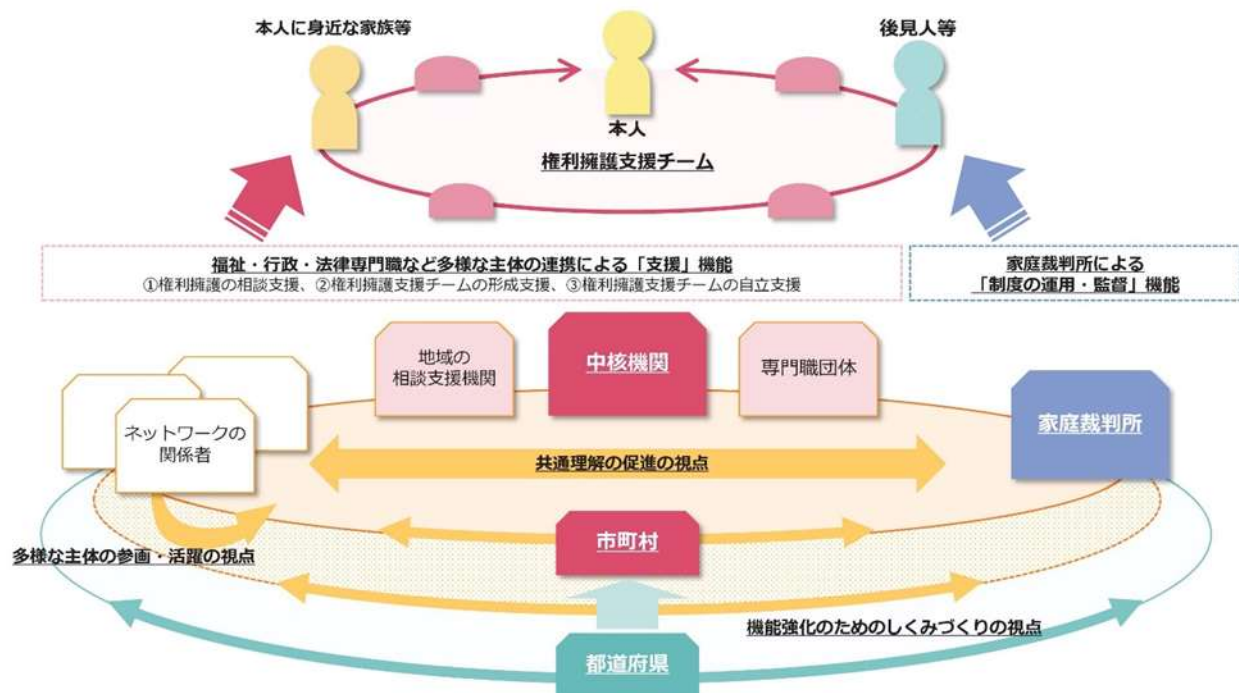 本人に身近な家族等
後見人等
本人
権利擁護支援チーム
福祉・行政・法律専門職など多様な主体の連携による「支援」機能
①権利擁護の相談支援、②権利擁護支援チームの形成支援、③権利擁護支援チームの自立支援
家庭裁判所による
「制度の運用・監督」機能
地域の
相談支援機関
中核機関
専門職団体
ネットワークの
関係者
家庭裁判所
共通理解の促進の視点
市町村
多様な主体の参画・活躍の視点
機能強化のためのしくみづくりの視点
都道府県